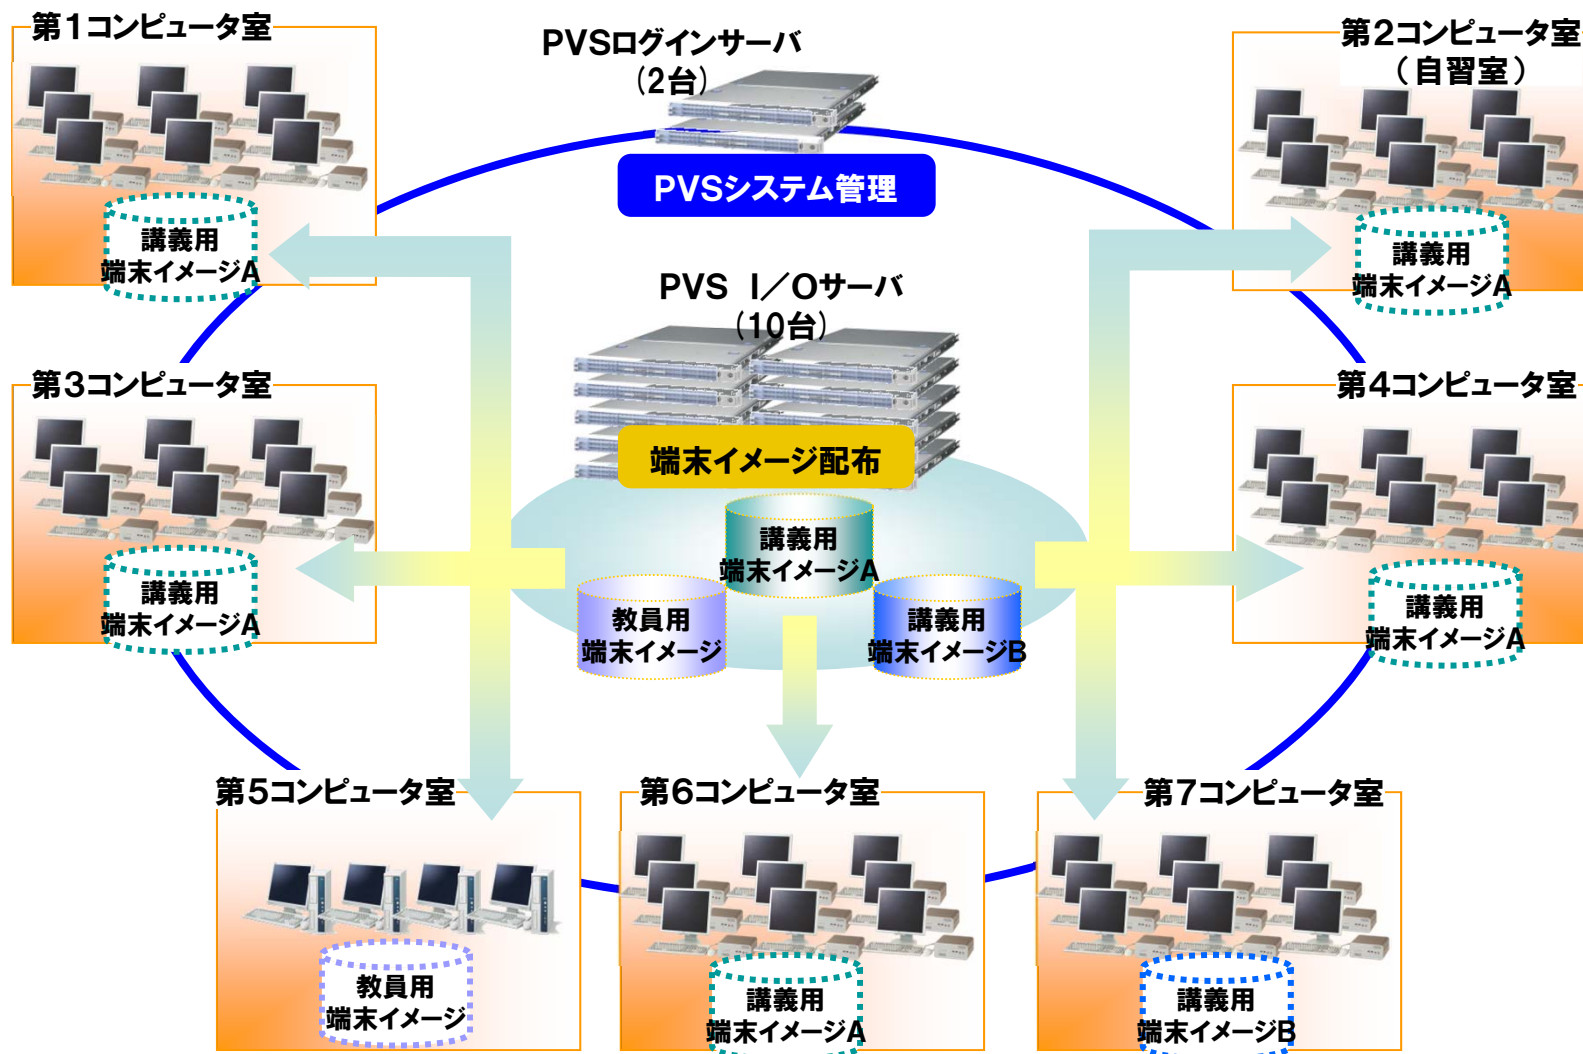 第1コンピュータ室
PVSログインサーバ
(2台)
第2コンピュータ室
（自習室）
PVSシステム管理
講義用
端末イメージA
講義用
端末イメージA
PVS I／Oサーバ
(10台)
第3コンピュータ室
第4コンピュータ室
端末イメージ配布
講義用
端末イメージA
講義用
端末イメージA
教員用
端末イメージ
講義用
端末イメージB
講義用
端末イメージA
第5コンピュータ室
第6コンピュータ室
第7コンピュータ室
教員用
端末イメージ
講義用
端末イメージA
講義用
端末イメージB